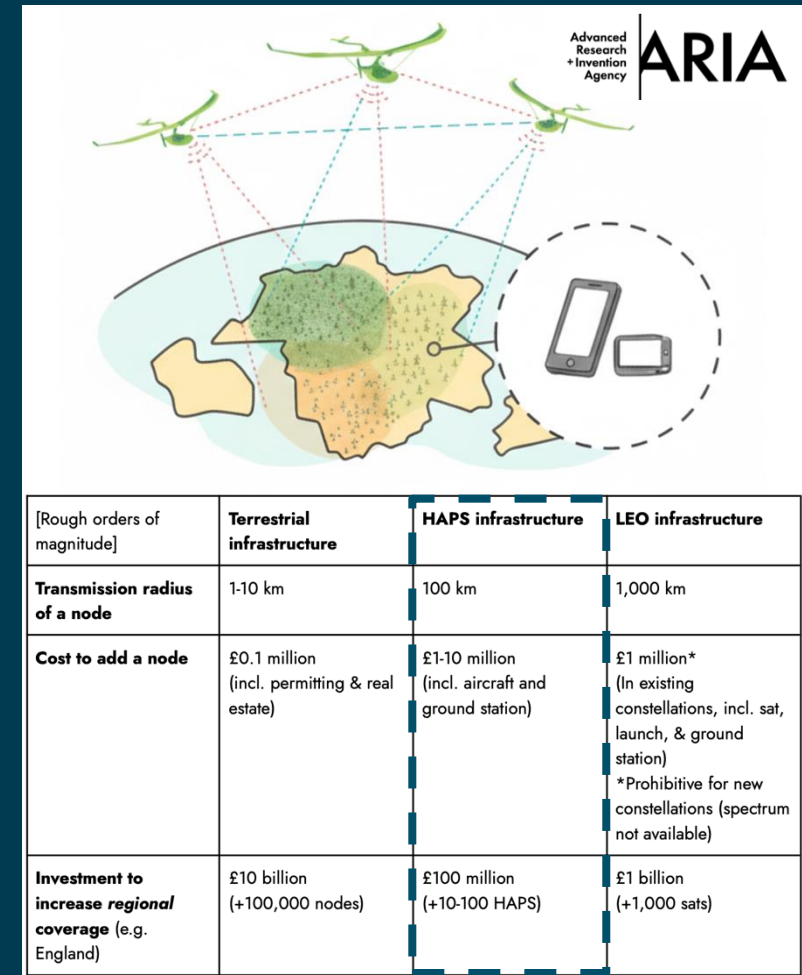 Advanced
Research
+Invention
Agency
ARIA
[Rough orders of
magnitude]
Terrestrial
infrastructure
HAPS infrastructure
LEO infrastructure
Transmission radius
of a node
1-10 km
100 km
1,000 km
Cost to add a node
£0.1 million
(incl. permitting & real
estate)
£1-10 million
(incl. aircraft and
ground station)
£1 million*
(In existing
constellations, incl. sat,
launch, & ground
station)
*Prohibitive for new
constellations (spectrum
not available)
Investment to
increase regional
coverage (e.g.
England)
£10 billion
(+100,000 nodes)
£100 million
(+10-100 HAPS)
£1 billion
(+1,000 sats)